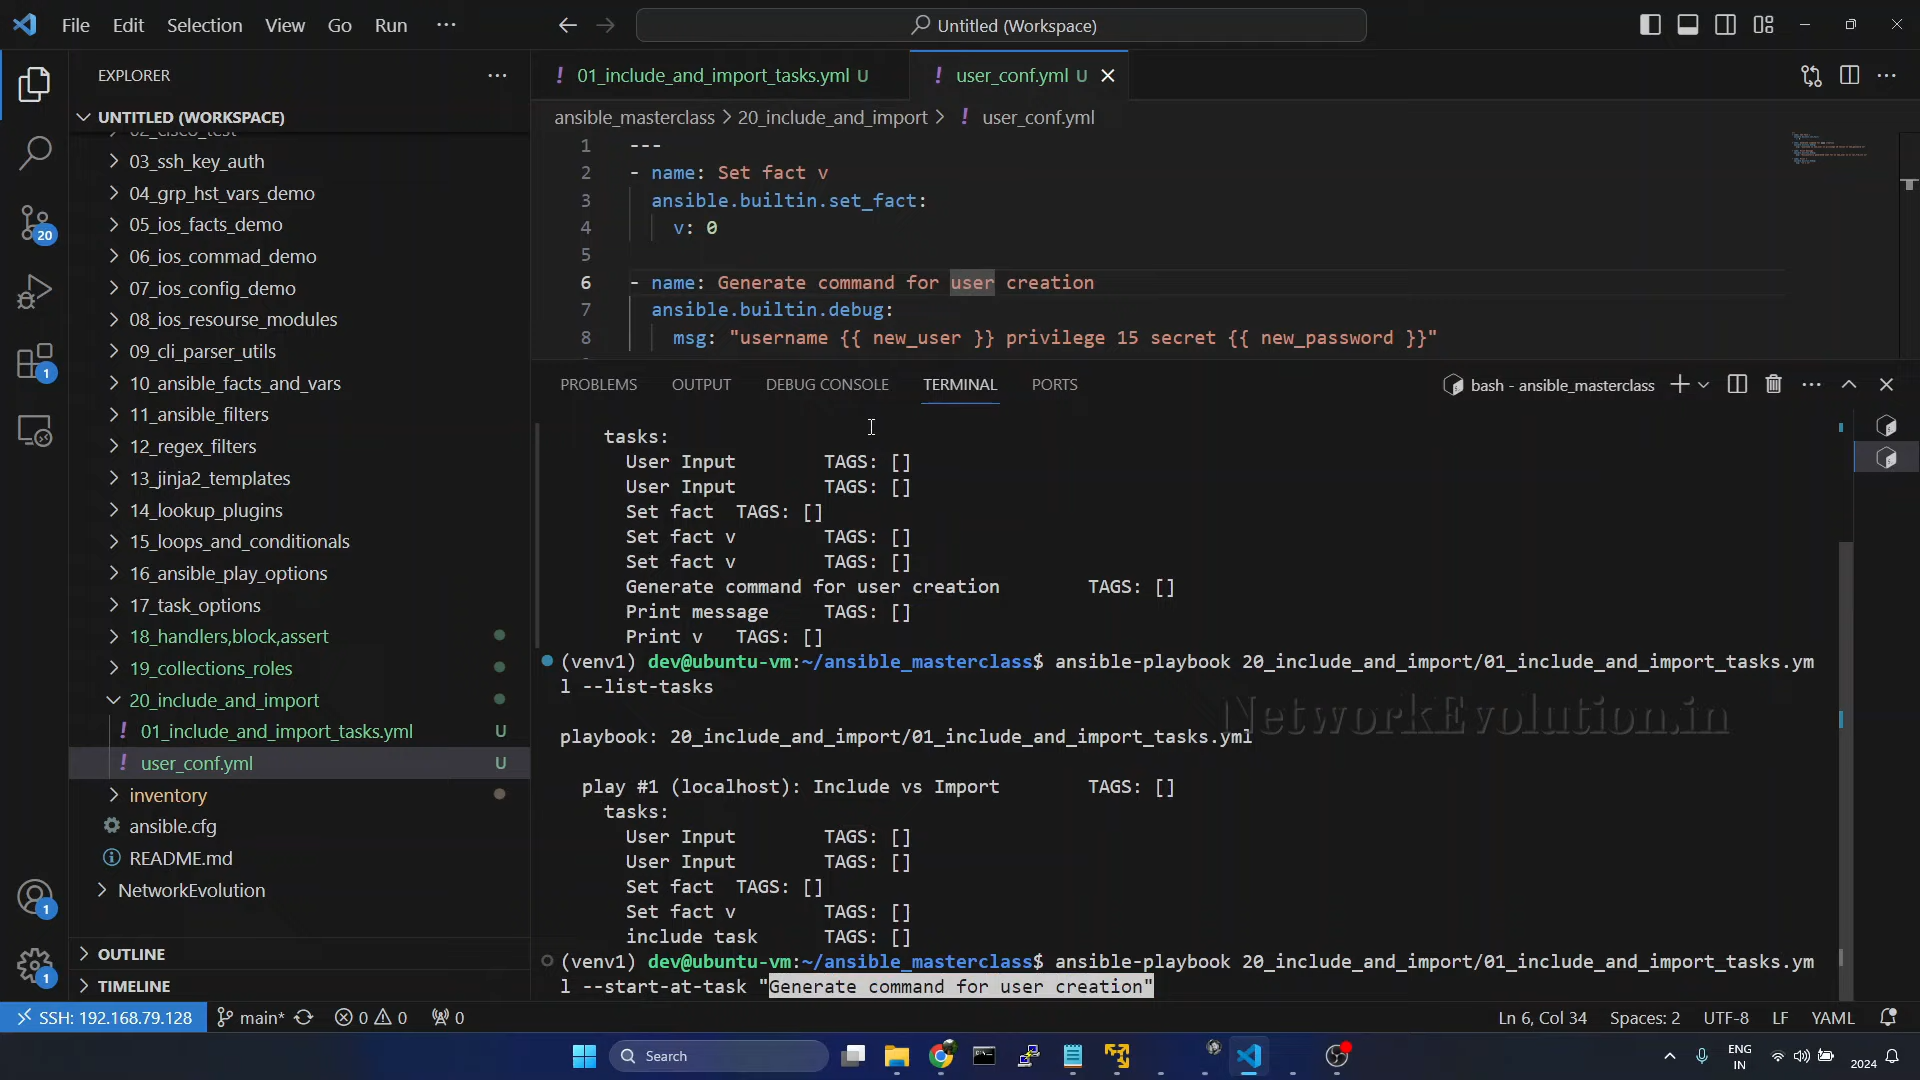 File Edit Selection View Go Run ··· Untitled (Workspace)
EXPLORER
UNTITLED (WORKSPACE)
02_cisco_test
03_ssh_key_auth
04_grp_hst_vars_demo
05_ios_facts_demo
06_ios_commad_demo
07_ios_config_demo
08_ios_resourse_modules
09_cli_parser_utils
10_ansible_facts_and_vars
11_ansible_filters
12_regex_filters
13_jinja2_templates
14_lookup_plugins
15_loops_and_conditionals
16_ansible_play_options
17_task_options
18_handlers,block,assert
19_collections_roles
20_include_and_import
! 01_include_and_import_tasks.yml U
! user_conf.yml U
inventory
ansible.cfg
README.md
NetworkEvolution
OUTLINE
TIMELINE
20
1
1
1
! 01_include_and_import_tasks.yml U ! user_conf.yml U
ansible_masterclass > 20_include_and_import > ! user_conf.yml
1 ---
2 - name: Set fact v
3 ansible.builtin.set_fact:
4 v: 0
5
6 - name: Generate command for user creation
7 ansible.builtin.debug:
8 msg: "username {{ new_user }} privilege 15 secret {{ new_password }}"
PROBLEMS OUTPUT DEBUG CONSOLE TERMINAL PORTS bash - ansible_masterclass
tasks:
User Input TAGS: []
User Input TAGS: []
Set fact TAGS: []
Set fact v TAGS: []
Set fact v TAGS: []
Generate command for user creation TAGS: []
Print message TAGS: []
Print v TAGS: []
(venv1) dev@ubuntu-vm:~/ansible_masterclass$ ansible-playbook 20_include_and_import/01_include_and_import_tasks.ym
l --list-tasks
NetworkEvolution.in
playbook: 20_include_and_import/01_include_and_import_tasks.yml
play #1 (localhost): Include vs Import TAGS: []
tasks:
User Input TAGS: []
User Input TAGS: []
Set fact TAGS: []
Set fact v TAGS: []
include task TAGS: []
(venv1) dev@ubuntu-vm:~/ansible_masterclass$ ansible-playbook 20_include_and_import/01_include_and_import_tasks.ym
l --start-at-task "Generate command for user creation"
SSH: 192.168.79.128 main* 0 0 0 Ln 6, Col 34 Spaces: 2 UTF-8 LF YAML
Search
ENG
IN
2024